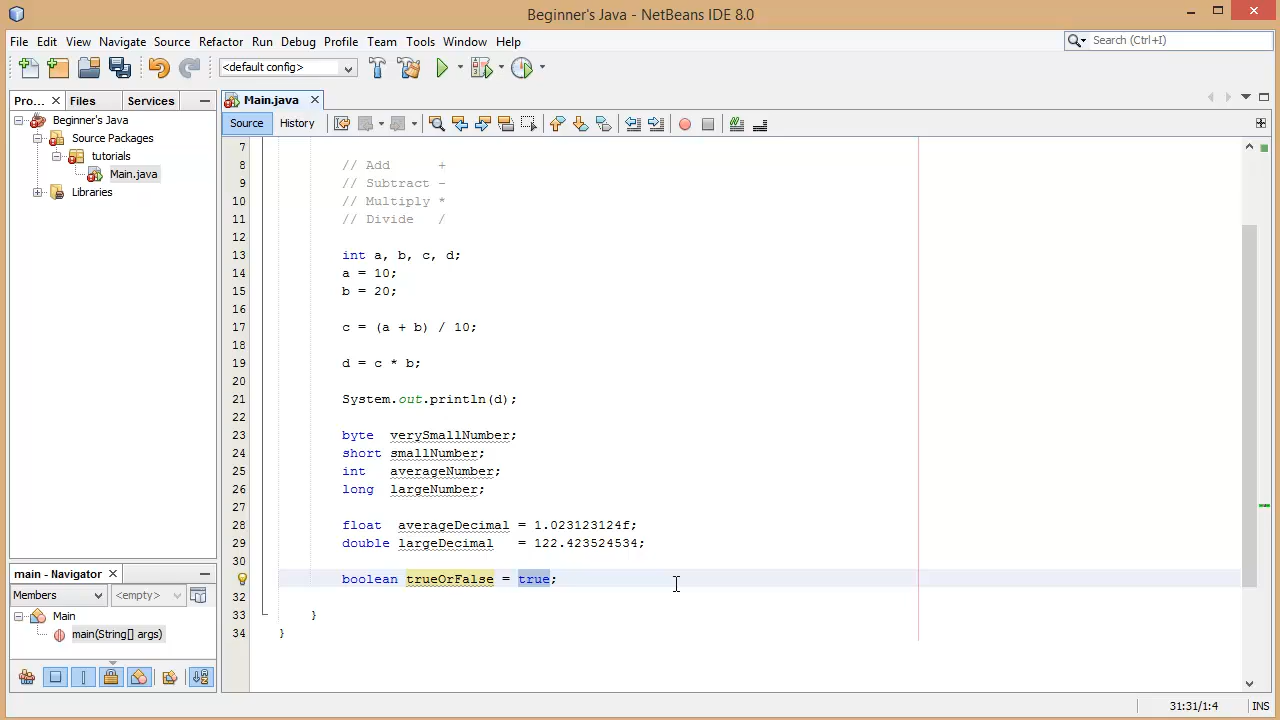 Beginner's Java - NetBeans IDE 8.0
File Edit View Navigate Source Refactor Run Debug Profile Team Tools Window Help
Search (Ctrl+I)
<default config>
Pro... Files Services
Main.java
Beginner's Java
Source Packages
tutorials
Main.java
Libraries
Source History
7
8 // Add      +
9 // Subtract -
10 // Multiply *
11 // Divide   /
12
13 int a, b, c, d;
14 a = 10;
15 b = 20;
16
17 c = (a + b) / 10;
18
19 d = c * b;
20
21 System.out.println(d);
22
23 byte  verySmallNumber;
24 short smallNumber;
25 int   averageNumber;
26 long  largeNumber;
27
28 float  averageDecimal = 1.023123124f;
29 double largeDecimal   = 122.423524534;
30
boolean trueOrFalse = true;
32
33 }
34 }
main - Navigator
Members <empty>
Main
main(String[] args)
31:31/1:4 INS